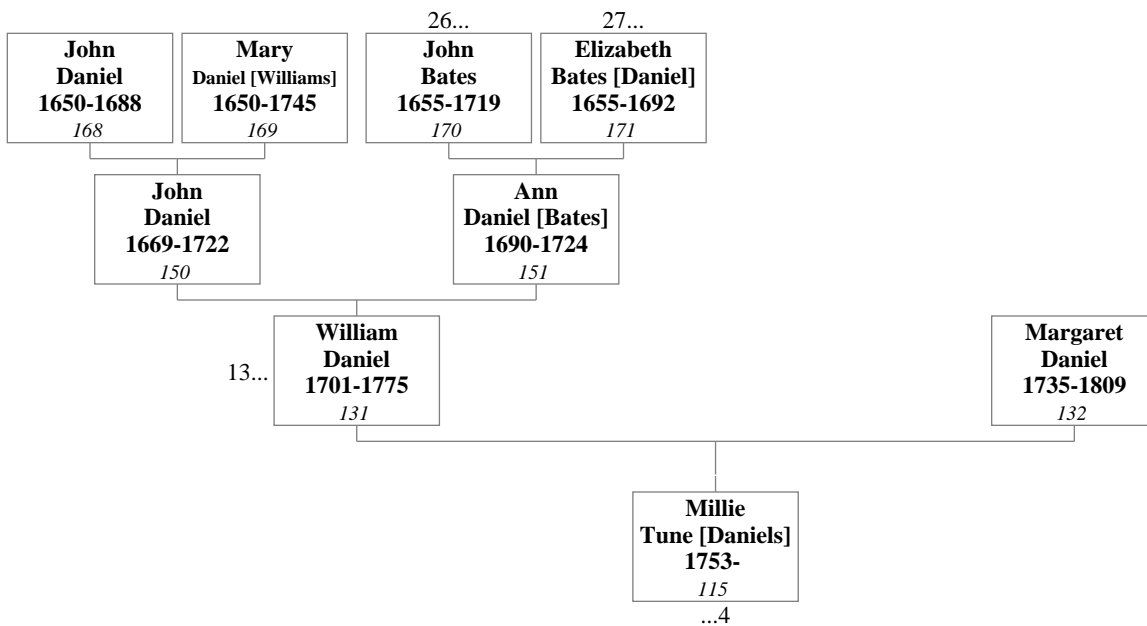 26...
27...
John
Daniel
1650-1688
168
Mary
Daniel [Williams]
1650-1745
169
John
Bates
1655-1719
170
Elizabeth
Bates [Daniel]
1655-1692
171
John
Daniel
1669-1722
150
Ann
Daniel [Bates]
1690-1724
151
13...
William
Daniel
1701-1775
131
Margaret
Daniel
1735-1809
132
Millie
Tune [Daniels]
1753-
115
...4